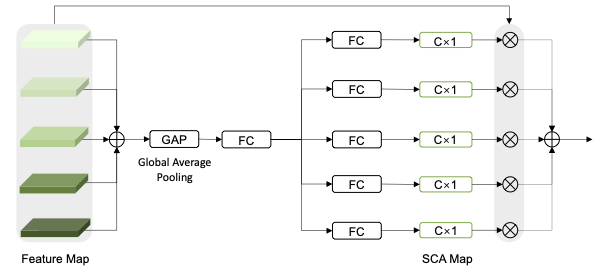 FC
C×1
FC
C×1
GAP
FC
FC
C×1
Global Average
Pooling
FC
C×1
FC
C×1
Feature Map
SCA Map